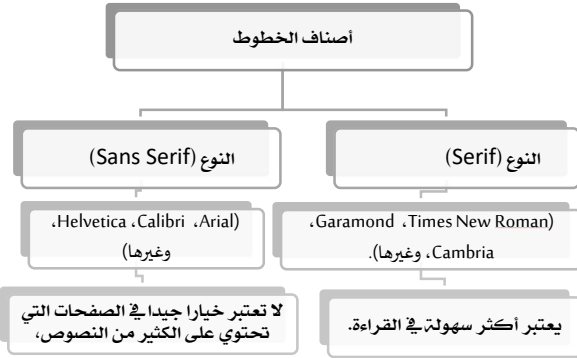 أصناف الخطوط
النوع (Serif)
النوع (Sans Serif)
(Garamond ،Times New Roman،
Cambria، وغيرها).
(Helvetica ،Calibri ،Arial،
وغيرها)
يعتبر أكثر سهولة في القراءة.
لا تعتبر خيارا جيدا في الصفحات التي
تحتوي على الكثير من النصوص،